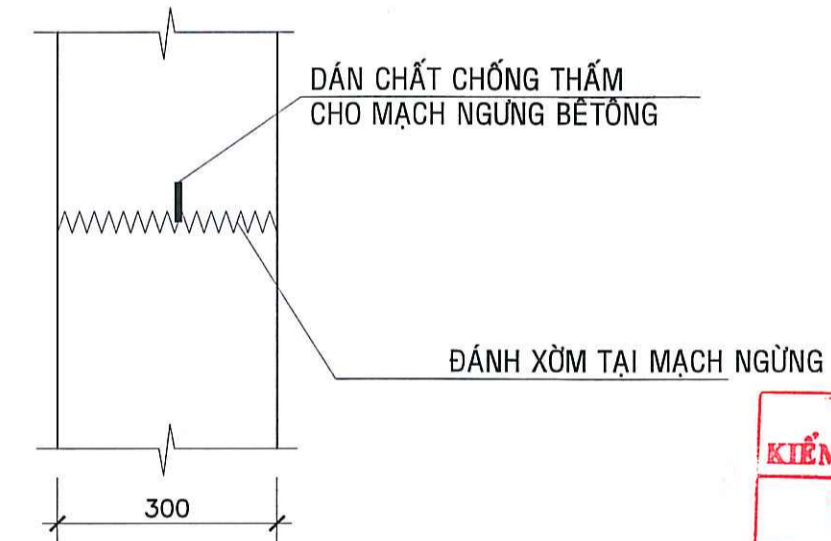 DÁN CHẤT CHỐNG THẤM
CHO MẠCH NGƯNG BÊTÔNG
ĐÁNH XỜM TẠI MẠCH NGỪNG
300